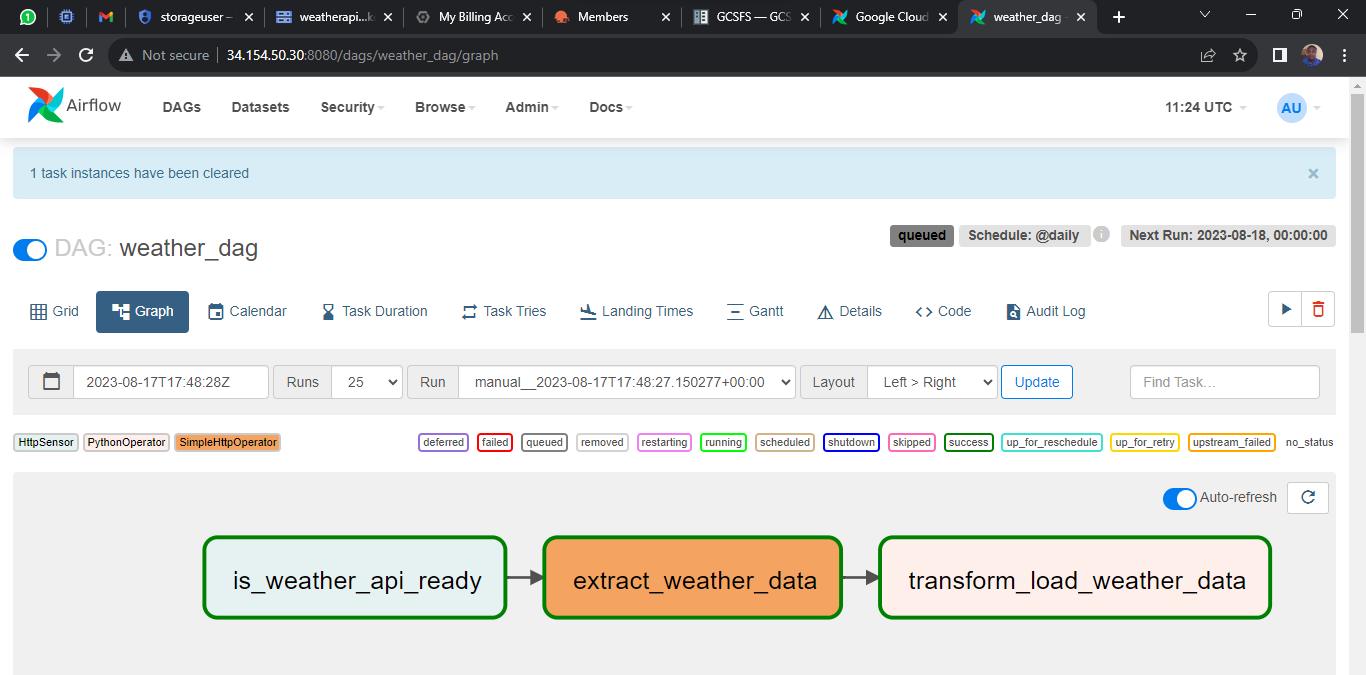 1
storageuser –
weatherapi...k
My Billing Acc
Members
GCSFS — GCS
Google Cloud
weather_dag -
Not secure
34.154.50.30:8080/dags/weather_dag/graph
Airflow
DAGs
Datasets
Security
Browse
Admin
Docs
11:24 UTC
AU
1 task instances have been cleared
×
DAG: weather_dag
queued
Schedule: @daily
i
Next Run: 2023-08-18, 00:00:00
Grid
Graph
Calendar
Task Duration
Task Tries
Landing Times
Gantt
Details
Code
Audit Log
2023-08-17T17:48:28Z
Runs
25
Run
manual__2023-08-17T17:48:27.150277+00:00
Layout
Left > Right
Update
Find Task...
HttpSensor
PythonOperator
SimpleHttpOperator
deferred
failed
queued
removed
restarting
running
scheduled
shutdown
skipped
success
up_for_reschedule
up_for_retry
upstream_failed
no_status
Auto-refresh
is_weather_api_ready
extract_weather_data
transform_load_weather_data